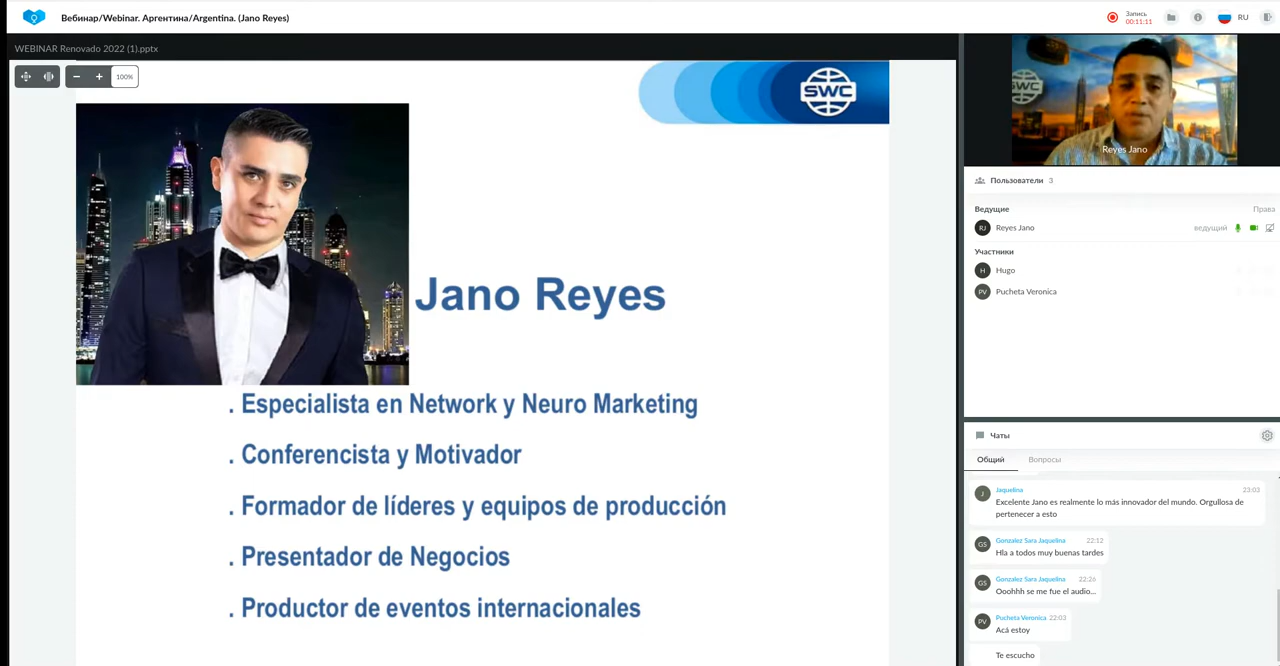 Вебинар/Webinar. Аргентина/Argentina. (Jano Reyes)
Запись
00:11:11
RU
WEBINAR Renovado 2022 (1).pptx
100%
SWC
Jano Reyes
. Especialista en Network y Neuro Marketing
. Conferencista y Motivador
. Formador de líderes y equipos de producción
. Presentador de Negocios
. Productor de eventos internacionales
SWC
Reyes Jano
Пользователи 3
Ведущие Права
RJ Reyes Jano ведущий
Участники
H Hugo
PV Pucheta Veronica
Чаты
Общий Вопросы
J Jaquelina 23:03
Excelente Jano es realmente lo más innovador del mundo. Orgullosa de
pertenecer a esto
GS Gonzalez Sara Jaquelina 22:12
Hla a todos muy buenas tardes
GS Gonzalez Sara Jaquelina 22:26
Ooohhh se me fue el audio...
PV Pucheta Veronica 22:03
Acá estoy
Te escucho